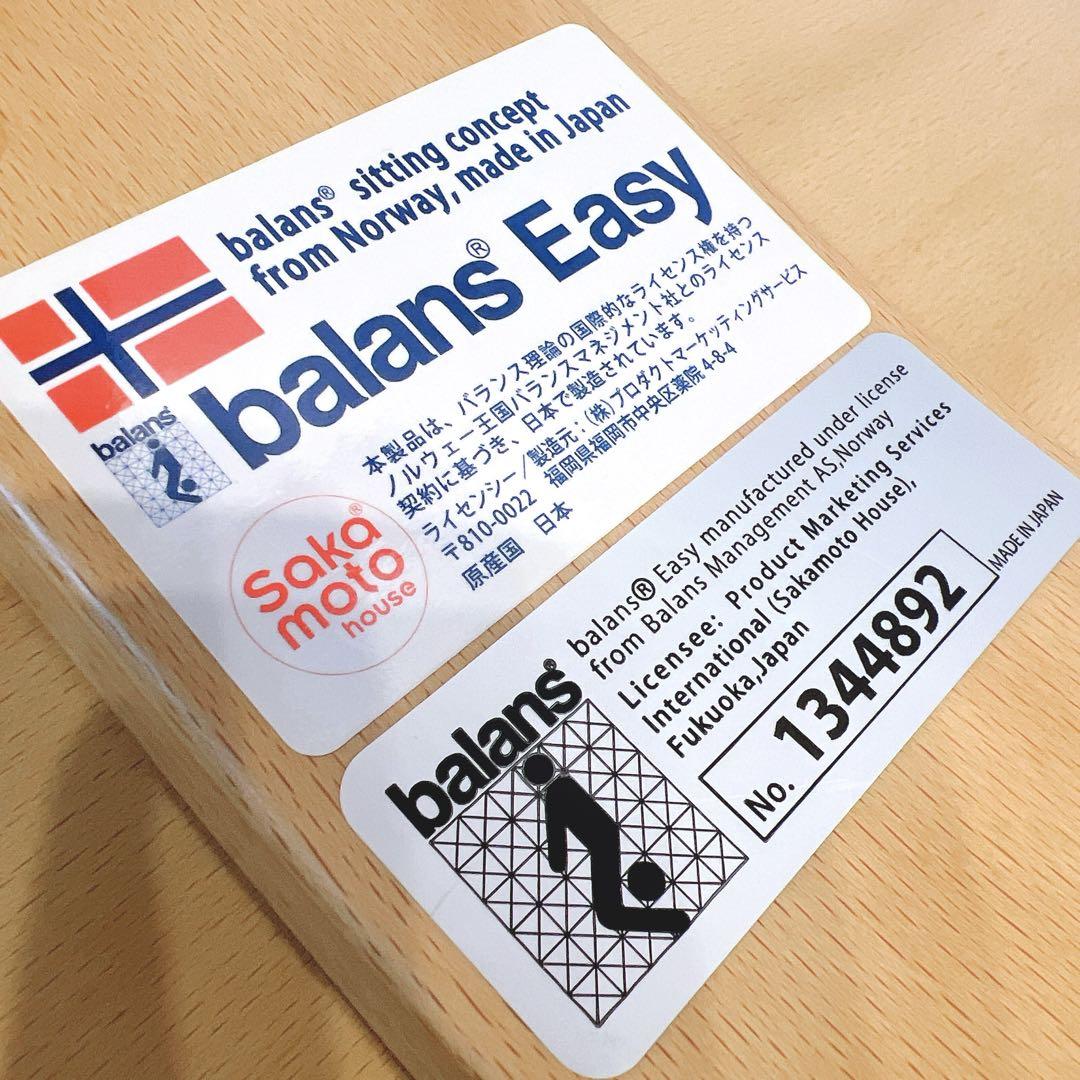 balans® sitting concept
from Norway, made in Japan
balans® Easy
balans®
本製品は、バランス理論の国際的なライセンス権を持つ
ノルウェー王国バランスマネジメント社とのライセンス
契約に基づき、日本で製造されています。
ライセンシー/製造元:(株)プロダクトマーケッティングサービス
〒810-0022 福岡県福岡市中央区薬院 4-8-4
原産国 日本
Saka®
moto
house
balans® Easy manufactured under license
from Balans Management AS,Norway
Licensee: Product Marketing Services
International (Sakamoto House),
Fukuoka,Japan
No. 1344892
MADE IN JAPAN
balans®